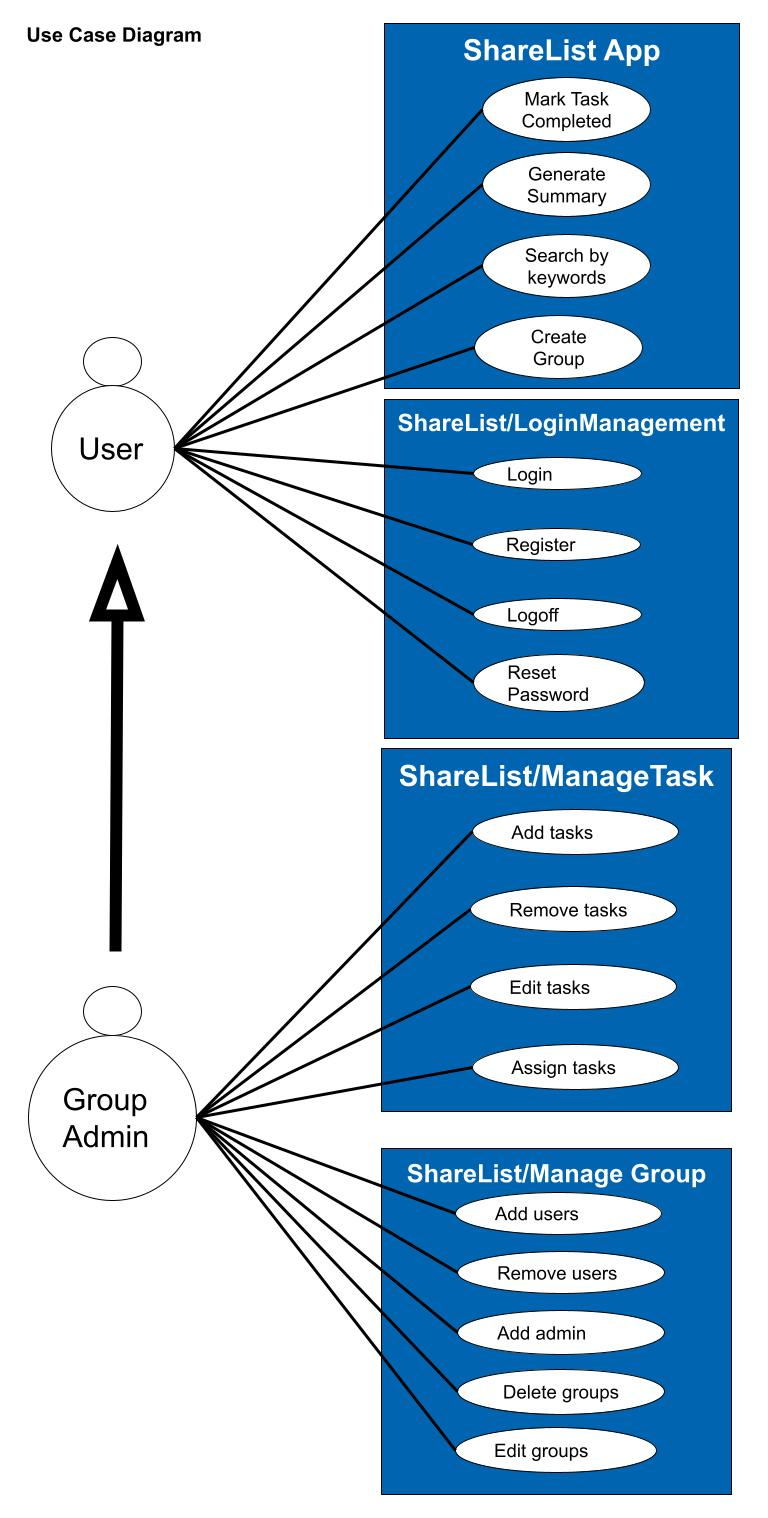 Use Case Diagram
ShareList App
Mark Task
Completed
Generate
Summary
Search by
keywords
Create
Group
User
ShareList/LoginManagement
Login
Register
Logoff
Reset
Password
ShareList/ManageTask
Add tasks
Remove tasks
Edit tasks
Assign tasks
Group
Admin
ShareList/Manage Group
Add users
Remove users
Add admin
Delete groups
Edit groups